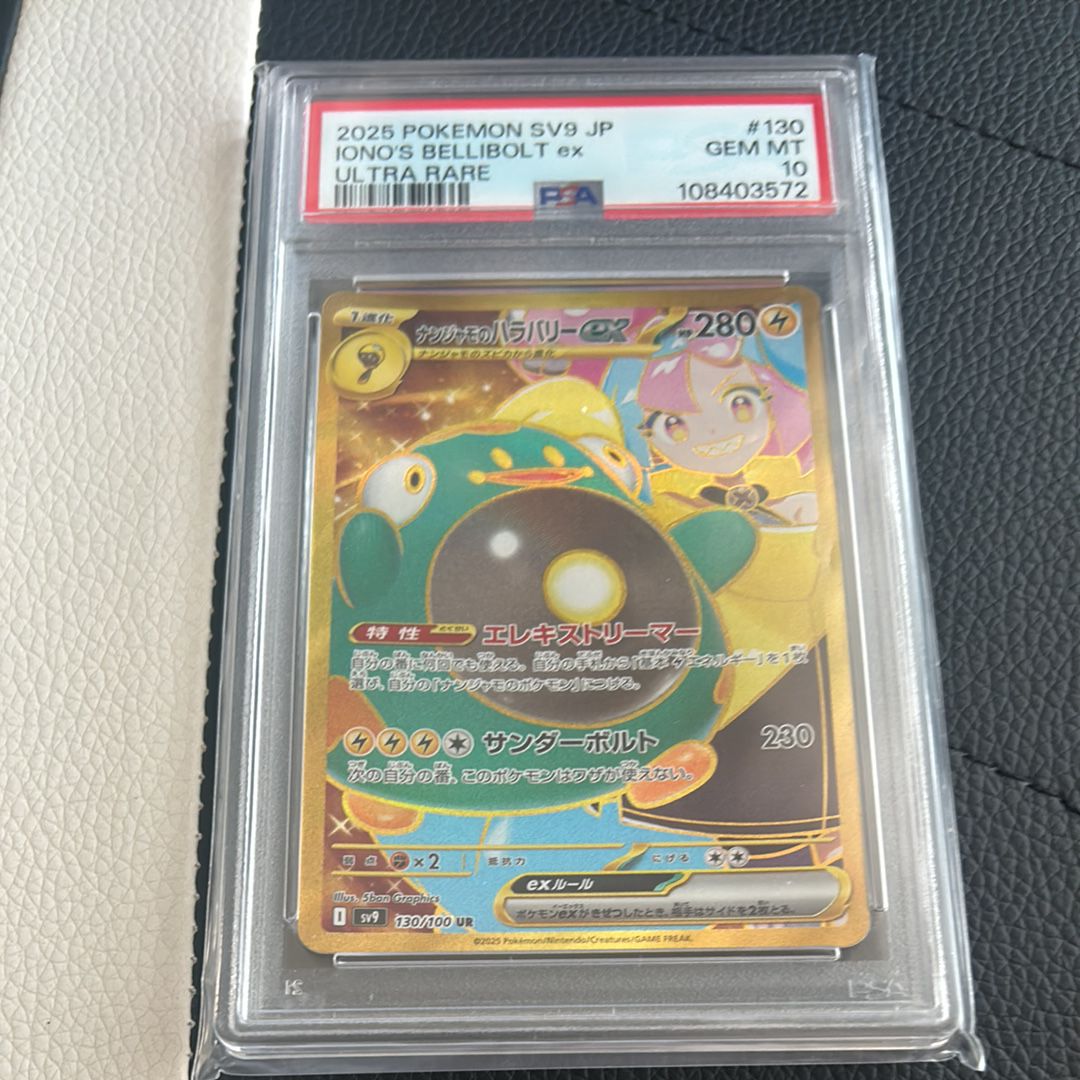 2025 POKEMON SV9 JP #130
IONO'S BELLIBOLT ex GEM MT
ULTRA RARE 10
PSA 108403572
1進化
ナンジャモのハラバリーex HP280
ナンジャモのズピカから進化
特性 エレキストリーマー
自分の番に何回でも使える。自分の手札から「基本エネルギー」を1枚
選び、自分の「ナンジャモのポケモン」につける。
サンダーボルト 230
次の自分の番、このポケモンはワザが使えない。
弱点 ×2 抵抗力 にげる
exルール
ポケモンexがきぜつしたとき、相手はサイドを2枚とる。
Illus. 5ban Graphics
I SV9 130/100 UR
©2025 Pokémon/Nintendo/Creatures/GAME FREAK.